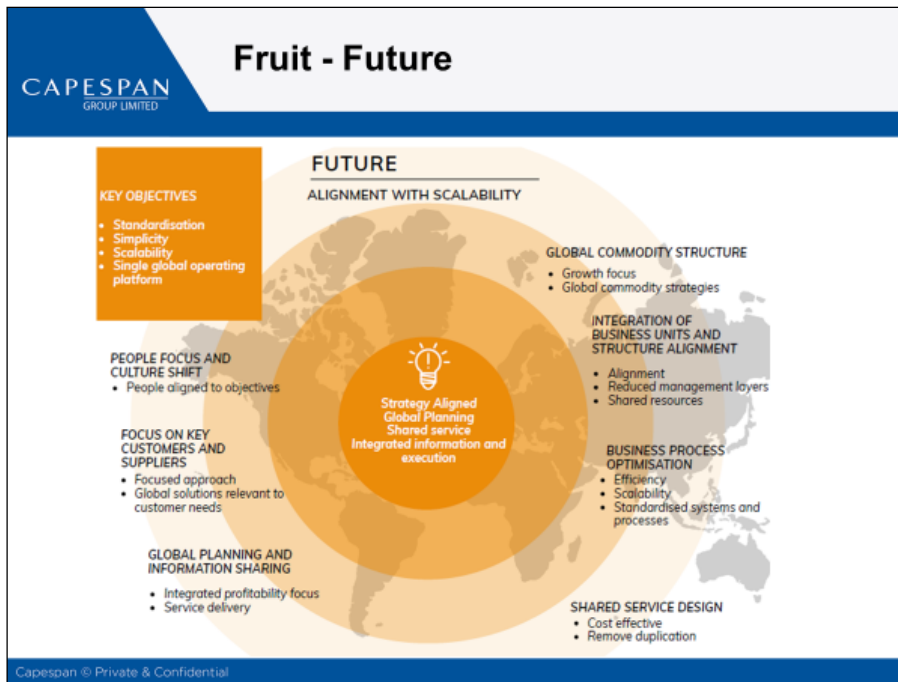 Fruit - Future
CAPESPAN
GROUP LIMITED
FUTURE
ALIGNMENT WITH SCALABILITY
KEY OBJECTIVES
• Standardisation
• Simplicity
• Scalability
• Single global operating
platform
GLOBAL COMMODITY STRUCTURE
• Growth focus
• Global commodity strategies
INTEGRATION OF
BUSINESS UNITS AND
STRUCTURE ALIGNMENT
• Alignment
• Reduced management layers
• Shared resources
PEOPLE FOCUS AND
CULTURE SHIFT
• People aligned to objectives
Strategy Aligned
Global Planning
Shared service
Integrated information and
execution
FOCUS ON KEY
CUSTOMERS AND
SUPPLIERS
• Focused approach
• Global solutions relevant to
customer needs
BUSINESS PROCESS
OPTIMISATION
• Efficiency
• Scalability
• Standardised systems and
processes
GLOBAL PLANNING AND
INFORMATION SHARING
• Integrated profitability focus
• Service delivery
SHARED SERVICE DESIGN
• Cost effective
• Remove duplication
Capespan © Private & Confidential